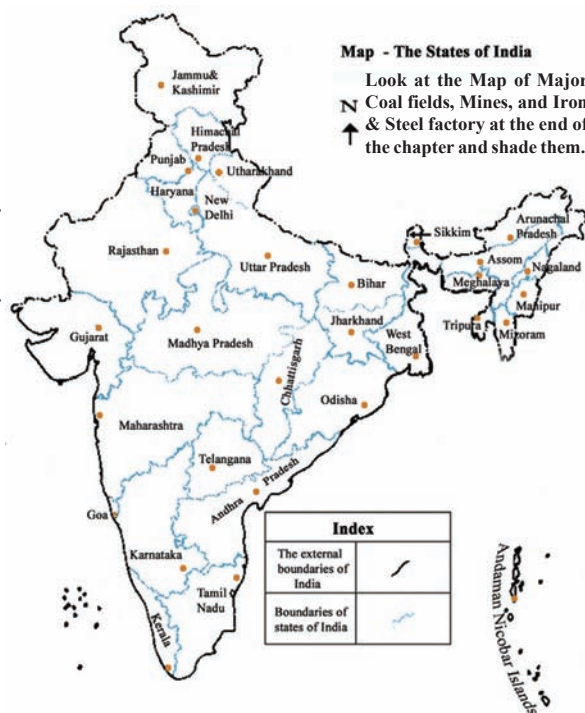 Map - The States of India
Look at the Map of Major
Coal fields, Mines, and Iron
& Steel factory at the end of
the chapter and shade them.
N
Jammu&
Kashimir
Himachal
Pradesh
Punjab
Utharakhand
Haryana
New
Delhi
Rajasthan
Uttar Pradesh
Sikkim
Arunachal
Pradesh
Assom
Nagaland
Meghalaya
Manipur
Tripura
Mizoram
Bihar
Jharkhand
West
Bengal
Gujarat
Madhya Pradesh
Chhattisgarh
Odisha
Maharashtra
Telangana
Andhra Pradesh
Goa
Karnataka
Tamil
Nadu
Kerala
Index
The external
boundaries of
India
Boundaries of
states of India
Andaman Nicobar Islands